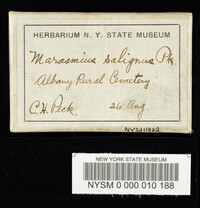 HERBARIUM N. Y. STATE MUSEUM
Marasmius salignus Pk.
Albany Rural Cemetery
C. H. Peck. 26 Aug.
NEW YORK STATE MUSEUM
NYSM 0 000 010 188